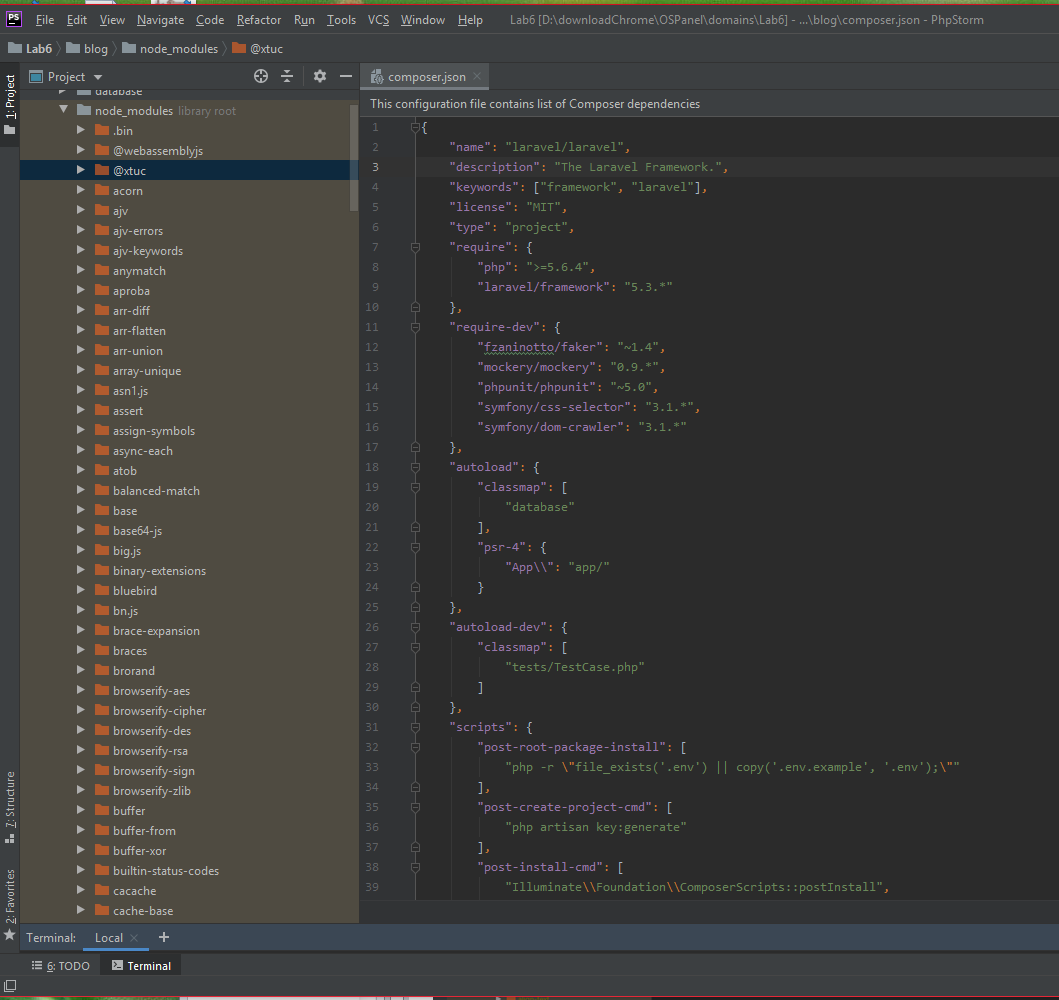 PS File Edit View Navigate Code Refactor Run Tools VCS Window Help Lab6 [D:\downloadChrome\OSPanel\domains\Lab6] - ...\blog\composer.json - PhpStorm
Lab6 blog node_modules @xtuc
Project
composer.json
1: Project
7: Structure
2: Favorites
database
node_modules library root
.bin
@webassemblyjs
@xtuc
acorn
ajv
ajv-errors
ajv-keywords
anymatch
aproba
arr-diff
arr-flatten
arr-union
array-unique
asn1.js
assert
assign-symbols
async-each
atob
balanced-match
base
base64-js
big.js
binary-extensions
bluebird
bn.js
brace-expansion
braces
brorand
browserify-aes
browserify-cipher
browserify-des
browserify-rsa
browserify-sign
browserify-zlib
buffer
buffer-from
buffer-xor
builtin-status-codes
cacache
cache-base
This configuration file contains list of Composer dependencies
1 {
2 "name": "laravel/laravel",
3 "description": "The Laravel Framework.",
4 "keywords": ["framework", "laravel"],
5 "license": "MIT",
6 "type": "project",
7 "require": {
8 "php": ">=5.6.4",
9 "laravel/framework": "5.3.*"
10 },
11 "require-dev": {
12 "fzaninotto/faker": "~1.4",
13 "mockery/mockery": "0.9.*",
14 "phpunit/phpunit": "~5.0",
15 "symfony/css-selector": "3.1.*",
16 "symfony/dom-crawler": "3.1.*"
17 },
18 "autoload": {
19 "classmap": [
20 "database"
21 ],
22 "psr-4": {
23 "App\\": "app/"
24 }
25 },
26 "autoload-dev": {
27 "classmap": [
28 "tests/TestCase.php"
29 ]
30 },
31 "scripts": {
32 "post-root-package-install": [
33 "php -r \"file_exists('.env') || copy('.env.example', '.env');\""
34 ],
35 "post-create-project-cmd": [
36 "php artisan key:generate"
37 ],
38 "post-install-cmd": [
39 "Illuminate\\Foundation\\ComposerScripts::postInstall",
Terminal: Local +
6: TODO Terminal